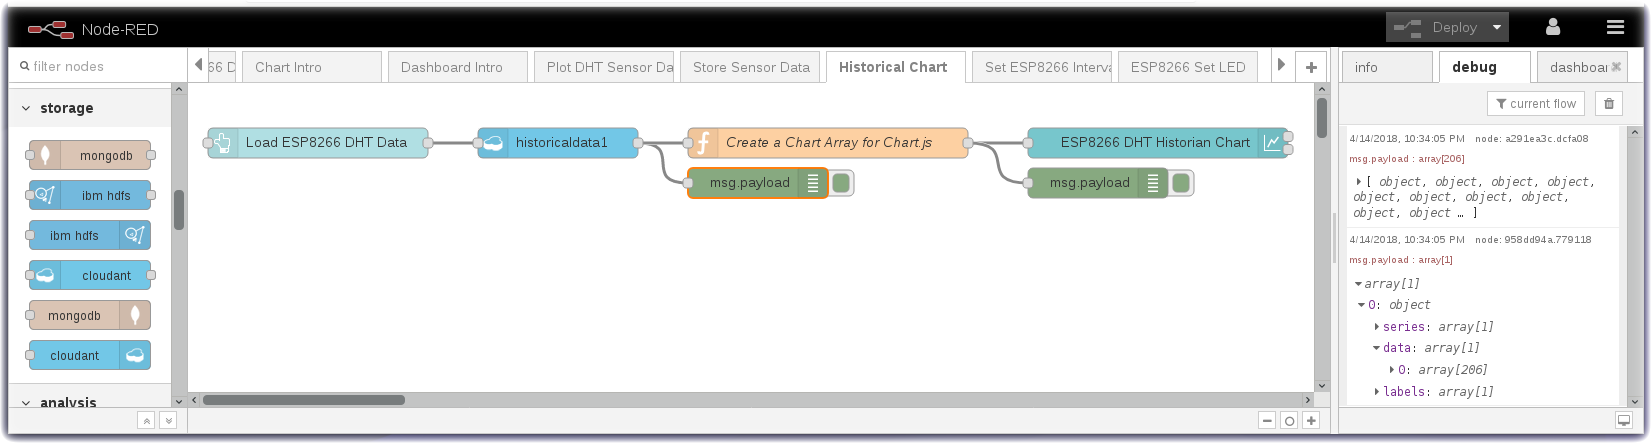 Node-RED
Deploy
filter nodes
storage
mongodb
ibm hdfs
ibm hdfs
cloudant
mongodb
cloudant
analysis
66 D
Chart Intro
Dashboard Intro
Plot DHT Sensor Da
Store Sensor Data
Historical Chart
Set ESP8266 Interva
ESP8266 Set LED
Load ESP8266 DHT Data
historicaldata1
Create a Chart Array for Chart.js
ESP8266 DHT Historian Chart
msg.payload
msg.payload
info
debug
dashboar
current flow
4/14/2018, 10:34:05 PM node: a291ea3c.dcfa08
msg.payload : array[206]
[ object, object, object, object,
object, object, object, object,
object, object … ]
4/14/2018, 10:34:05 PM node: 958dd94a.779118
msg.payload : array[1]
array[1]
0: object
series: array[1]
data: array[1]
0: array[206]
labels: array[1]